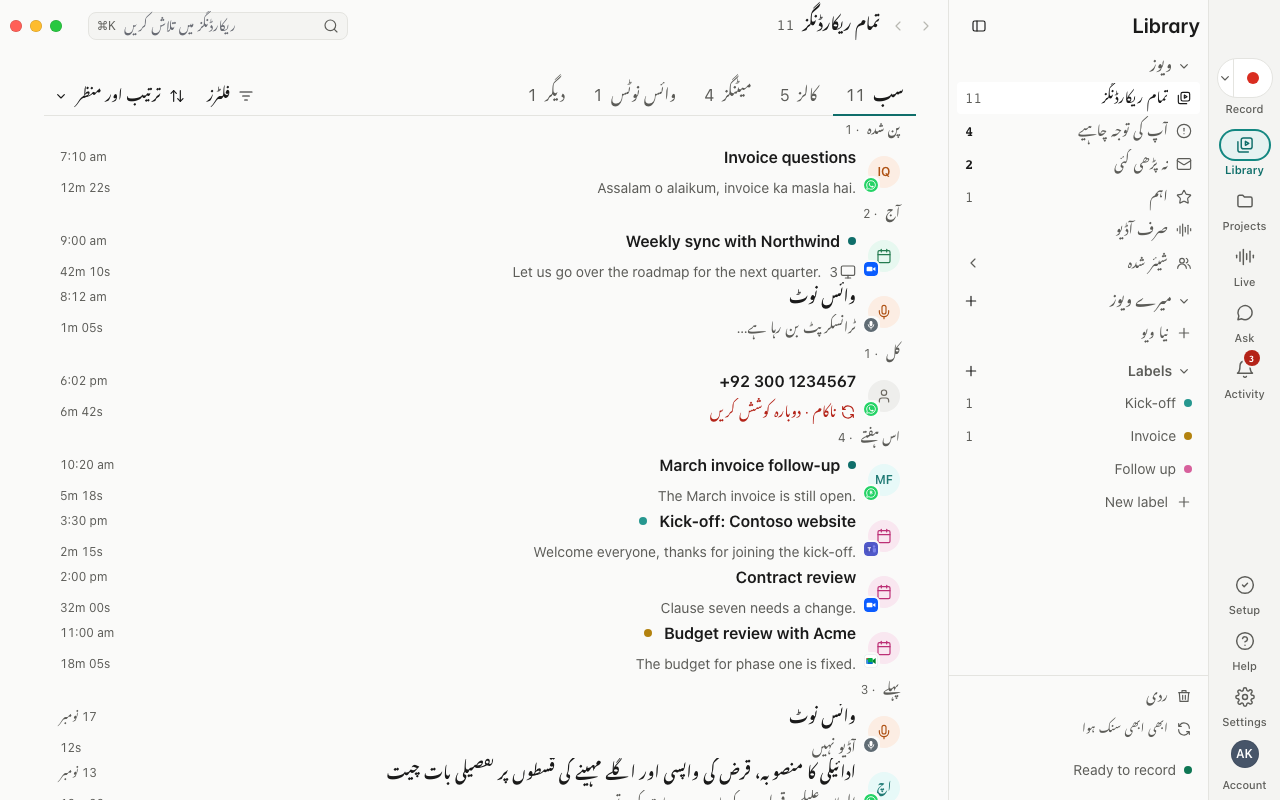 Record
Library
Projects
Live
Ask
3
Activity
Setup
Help
Settings
AK
Account
Library
ویوز
تمام ریکارڈنگز 11
آپ کی توجہ چاہیے 4
نہ پڑھی گئی 2
اہم 1
صرف آڈیو
شیئر شدہ
میرے ویوز
نیا ویو
Labels
Kick-off 1
Invoice 1
Follow up
New label
ردی
ابھی ابھی سنک ہوا
Ready to record
تمام ریکارڈنگز 11
ریکارڈنگز میں تلاش کریں ⌘K
سب 11
کالز 5
میٹنگز 4
وائس نوٹس 1
دیگر 1
فلٹرز
ترتیب اور منظر
پن شدہ · 1
IQ
Invoice questions 7:10 am
Assalam o alaikum, invoice ka masla hai. 12m 22s
آج · 2
Weekly sync with Northwind 9:00 am
3 Let us go over the roadmap for the next quarter. 42m 10s
وائس نوٹ 8:12 am
ٹرانسکرپٹ بن رہا ہے... 1m 05s
کل · 1
+92 300 1234567 6:02 pm
ناکام · دوبارہ کوشش کریں 6m 42s
اس ہفتے · 4
MF
March invoice follow-up 10:20 am
The March invoice is still open. 5m 18s
Kick-off: Contoso website 3:30 pm
Welcome everyone, thanks for joining the kick-off. 2m 15s
Contract review 2:00 pm
Clause seven needs a change. 32m 00s
Budget review with Acme 11:00 am
The budget for phase one is fixed. 18m 05s
پہلے · 3
وائس نوٹ 17 نومبر
آڈیو نہیں 12s
اچ
ادائیگی کا منصوبہ، قرض کی واپسی اور اگلے مہینے کی قسطوں پر تفصیلی بات چیت 13 نومبر